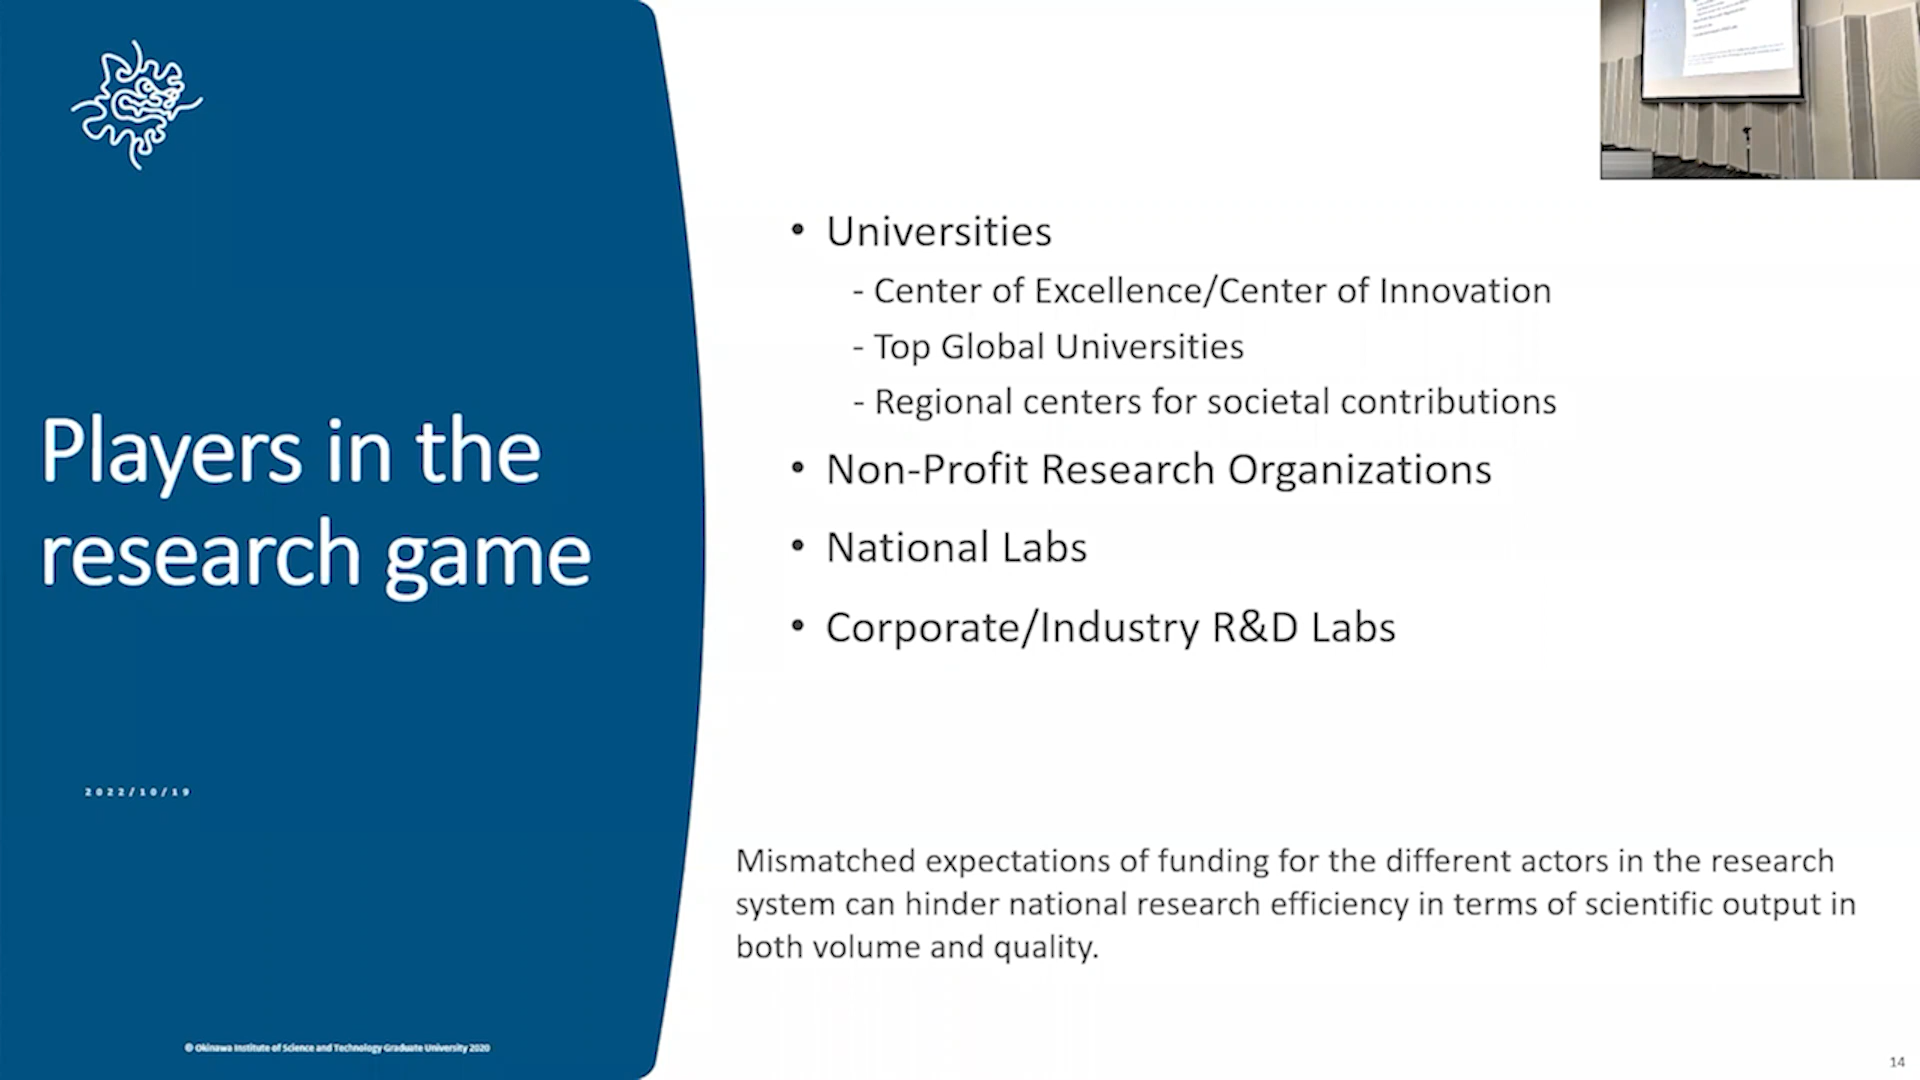 Players in the
research game
2022/10/19
© Okinawa Institute of Science and Technology Graduate University 2020
• Universities
- Center of Excellence/Center of Innovation
- Top Global Universities
- Regional centers for societal contributions
• Non-Profit Research Organizations
• National Labs
• Corporate/Industry R&D Labs
Mismatched expectations of funding for the different actors in the research
system can hinder national research efficiency in terms of scientific output in
both volume and quality.
14